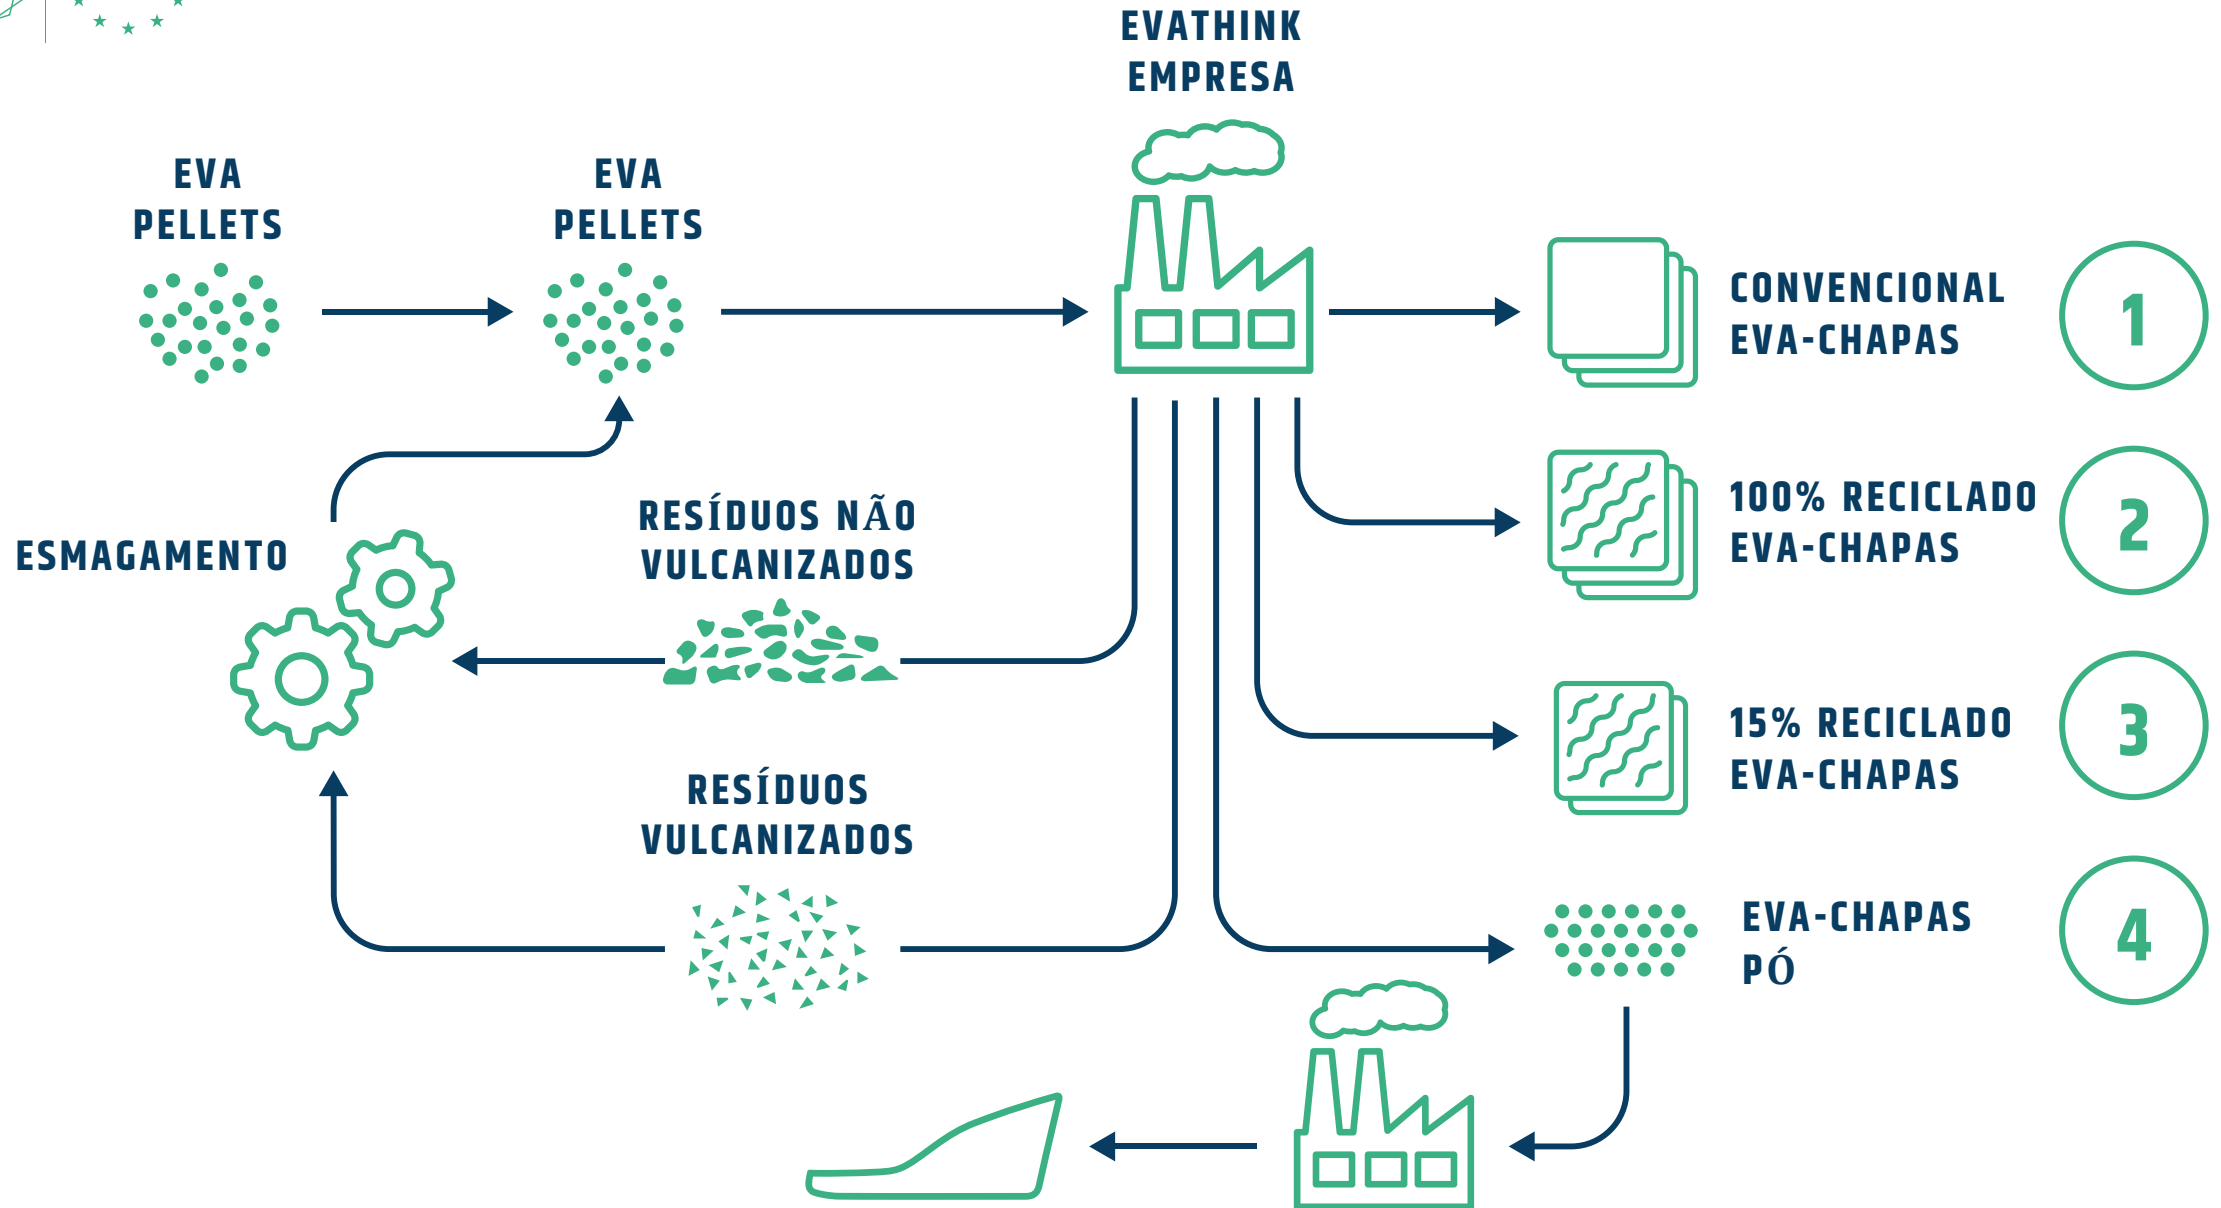 EVATHINK
EMPRESA
EVA
PELLETS
EVA
PELLETS
CONVENCIONAL
EVA-CHAPAS
1
100% RECICLADO
EVA-CHAPAS
2
RESÍDUOS NÃO
VULCANIZADOS
ESMAGAMENTO
15% RECICLADO
EVA-CHAPAS
3
RESÍDUOS
VULCANIZADOS
EVA-CHAPAS
PÓ
4